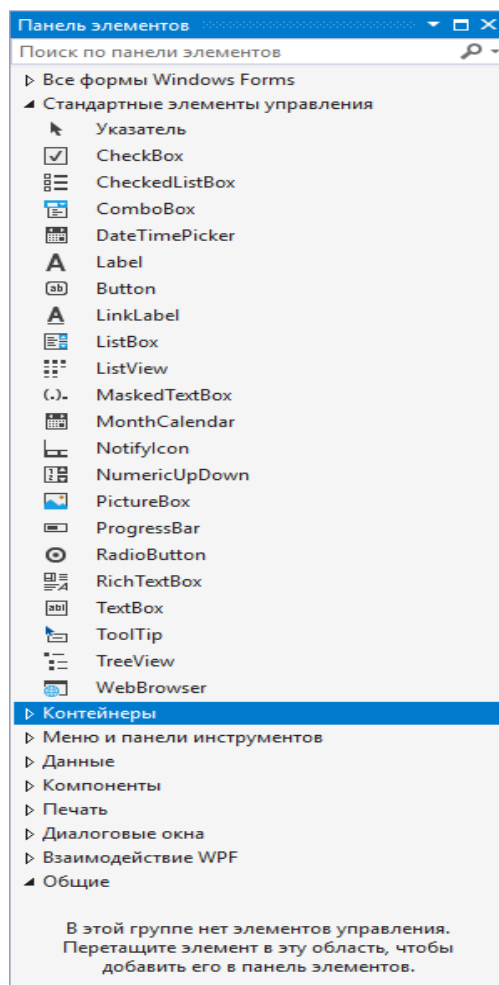 Панель элементов
Поиск по панели элементов
Все формы Windows Forms
Стандартные элементы управления
Указатель
CheckBox
CheckedListBox
ComboBox
DateTimePicker
Label
Button
LinkLabel
ListBox
ListView
MaskedTextBox
MonthCalendar
NotifyIcon
NumericUpDown
PictureBox
ProgressBar
RadioButton
RichTextBox
TextBox
ToolTip
TreeView
WebBrowser
Контейнеры
Меню и панели инструментов
Данные
Компоненты
Печать
Диалоговые окна
Взаимодействие WPF
Общие
В этой группе нет элементов управления.
Перетащите элемент в эту область, чтобы
добавить его в панель элементов.